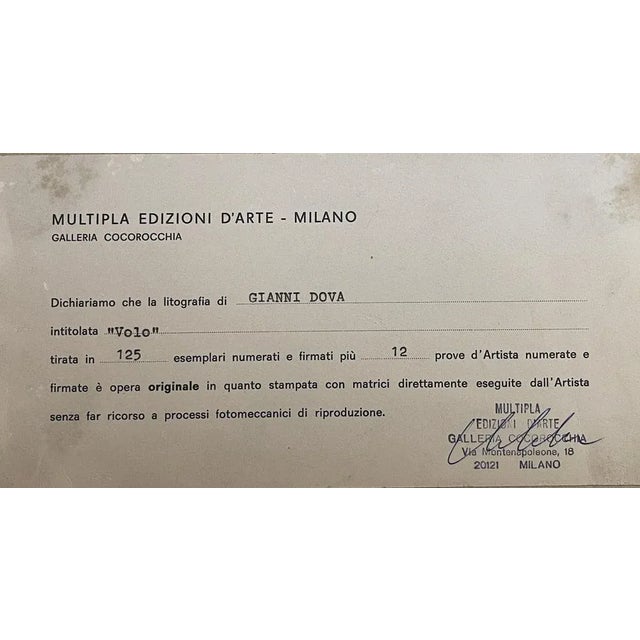 MULTIPLA EDIZIONI D'ARTE - MILANO
GALLERIA COCOROCCHIA
Dichiariamo che la litografia di GIANNI DOVA
intitolata "Volo"
tirata in 125 esemplari numerati e firmati più 12 prove d'Artista numerate e
firmate è opera originale in quanto stampata con matrici direttamente eseguite dall'Artista
senza far ricorso a processi fotomeccanici di riproduzione.
MULTIPLA
EDIZIONI D'ARTE
GALLERIA COCOROCCHIA
Via Montenapoleone, 18
20121 MILANO